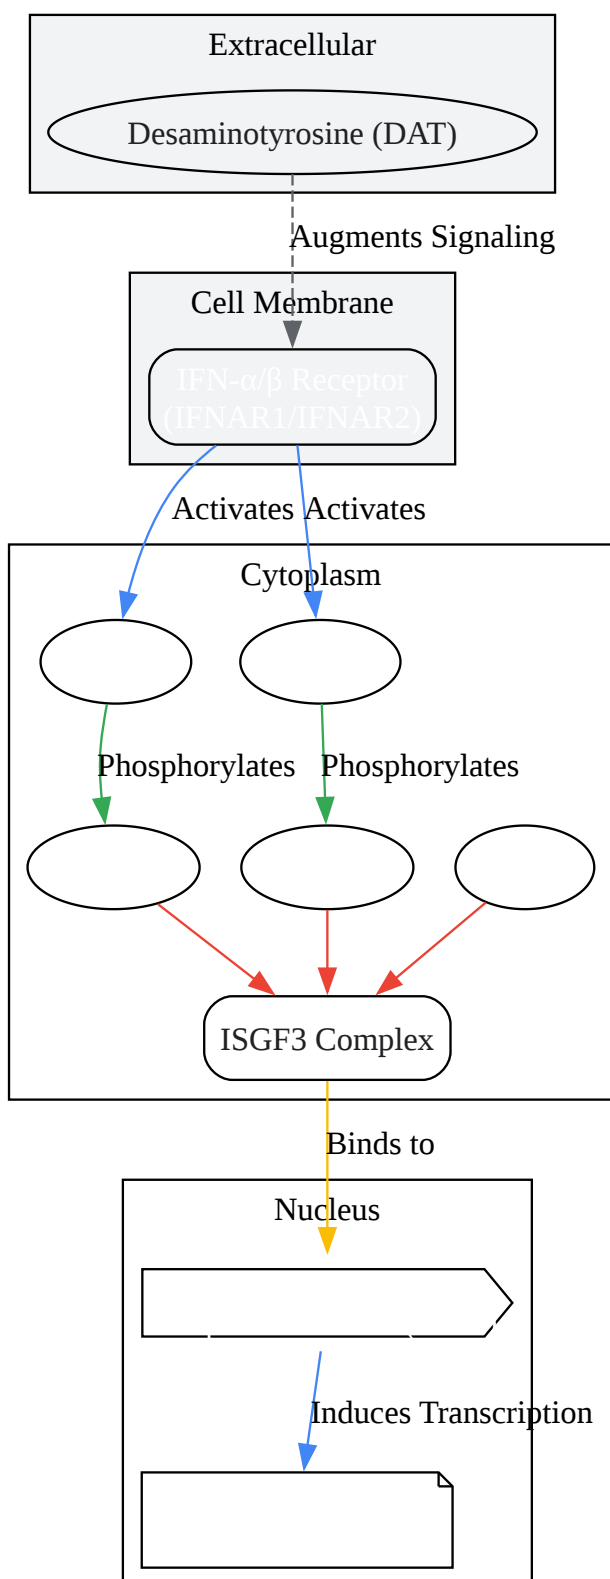 Extracellular
Desaminotyrosine (DAT)
Augments Signaling
Cell Membrane
IFN-α/β Receptor
(IFNAR1/IFNAR2)
Activates Activates
Cytoplasm
Phosphorylates Phosphorylates
ISGF3 Complex
Binds to
Nucleus
Induces Transcription